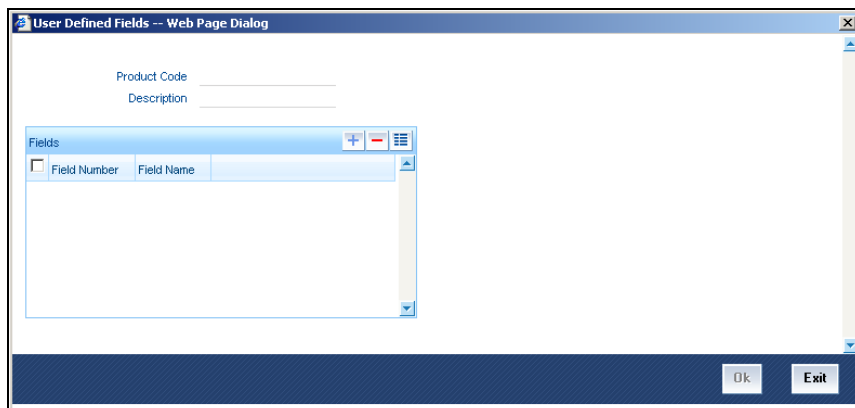 User Defined Fields -- Web Page Dialog
Product Code
Description
Fields
Field Number Field Name
Ok Exit